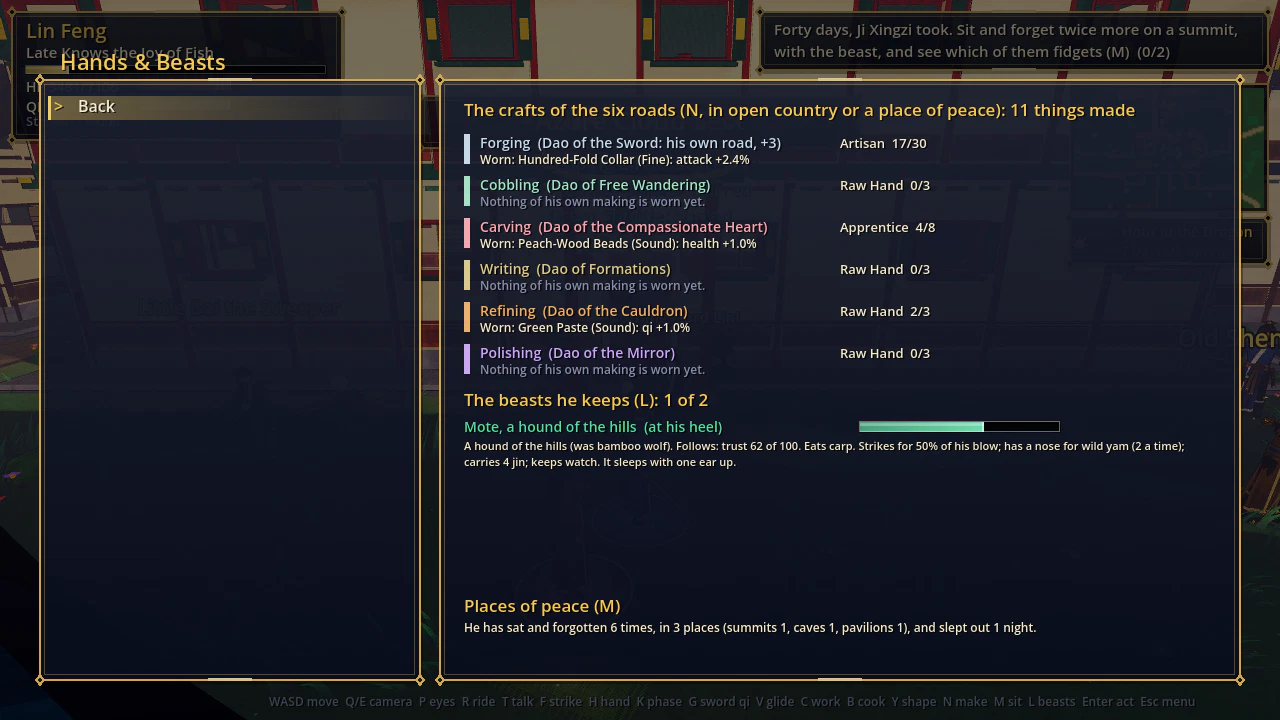 Lin Feng
Late Knows the Joy of Fish
Forty days, Ji Xingzi took. Sit and forget twice more on a summit,
with the beast, and see which of them fidgets (M)  (0/2)
Hands & Beasts
> Back
The crafts of the six roads (N, in open country or a place of peace): 11 things made
Forging  (Dao of the Sword: his own road, +3)  Artisan  17/30
Worn: Hundred-Fold Collar (Fine): attack +2.4%
Cobbling  (Dao of Free Wandering)  Raw Hand  0/3
Nothing of his own making is worn yet.
Carving  (Dao of the Compassionate Heart)  Apprentice  4/8
Worn: Peach-Wood Beads (Sound): health +1.0%
Writing  (Dao of Formations)  Raw Hand  0/3
Nothing of his own making is worn yet.
Refining  (Dao of the Cauldron)  Raw Hand  2/3
Worn: Green Paste (Sound): qi +1.0%
Polishing  (Dao of the Mirror)  Raw Hand  0/3
Nothing of his own making is worn yet.
The beasts he keeps (L): 1 of 2
Mote, a hound of the hills  (at his heel)
A hound of the hills (was bamboo wolf). Follows: trust 62 of 100. Eats carp. Strikes for 50% of his blow; has a nose for wild yam (2 a time);
carries 4 jin; keeps watch. It sleeps with one ear up.
Places of peace (M)
He has sat and forgotten 6 times, in 3 places (summits 1, caves 1, pavilions 1), and slept out 1 night.
WASD move  Q/E camera  P eyes  R ride  T talk  F strike  H hand  K phase  G sword qi  V glide  C work  B cook  Y shape  N make  M sit  L beasts  Enter act  Esc menu